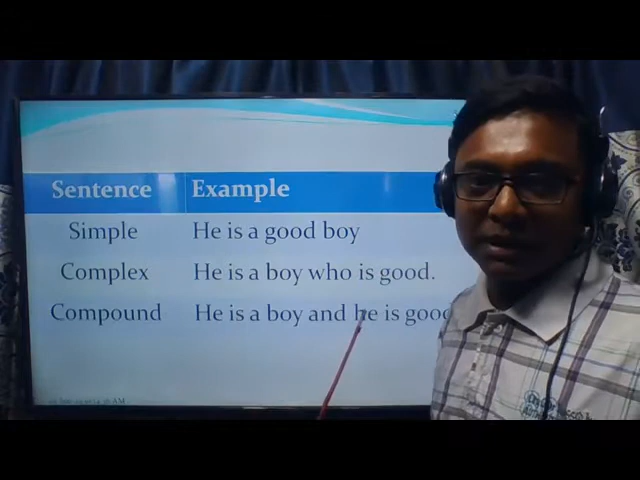 Sentence Example
Simple He is a good boy
Complex He is a boy who is good.
Compound He is a boy and he is good